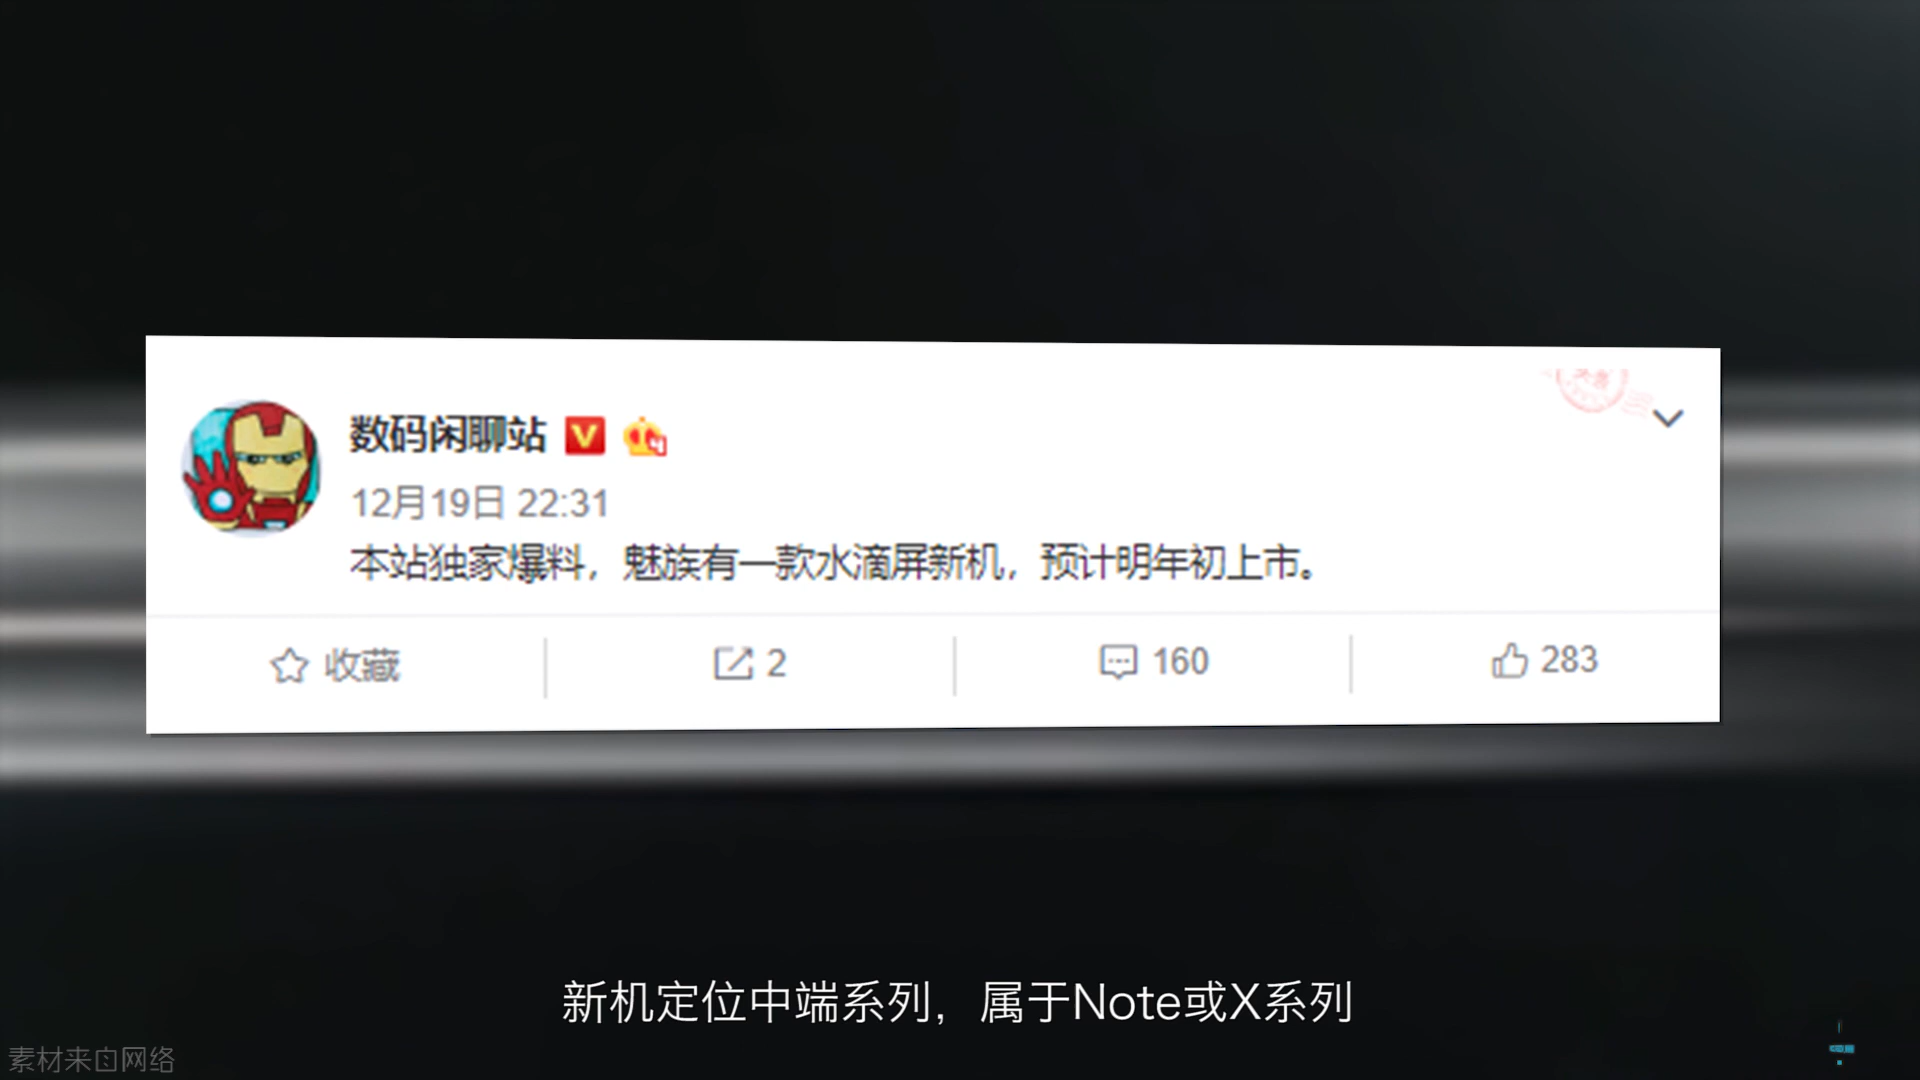 数码闲聊站
12月19日 22:31
本站独家爆料，魅族有一款水滴屏新机，预计明年初上市。
收藏
2
160
283
新机定位中端系列，属于Note或X系列
素材来自网络